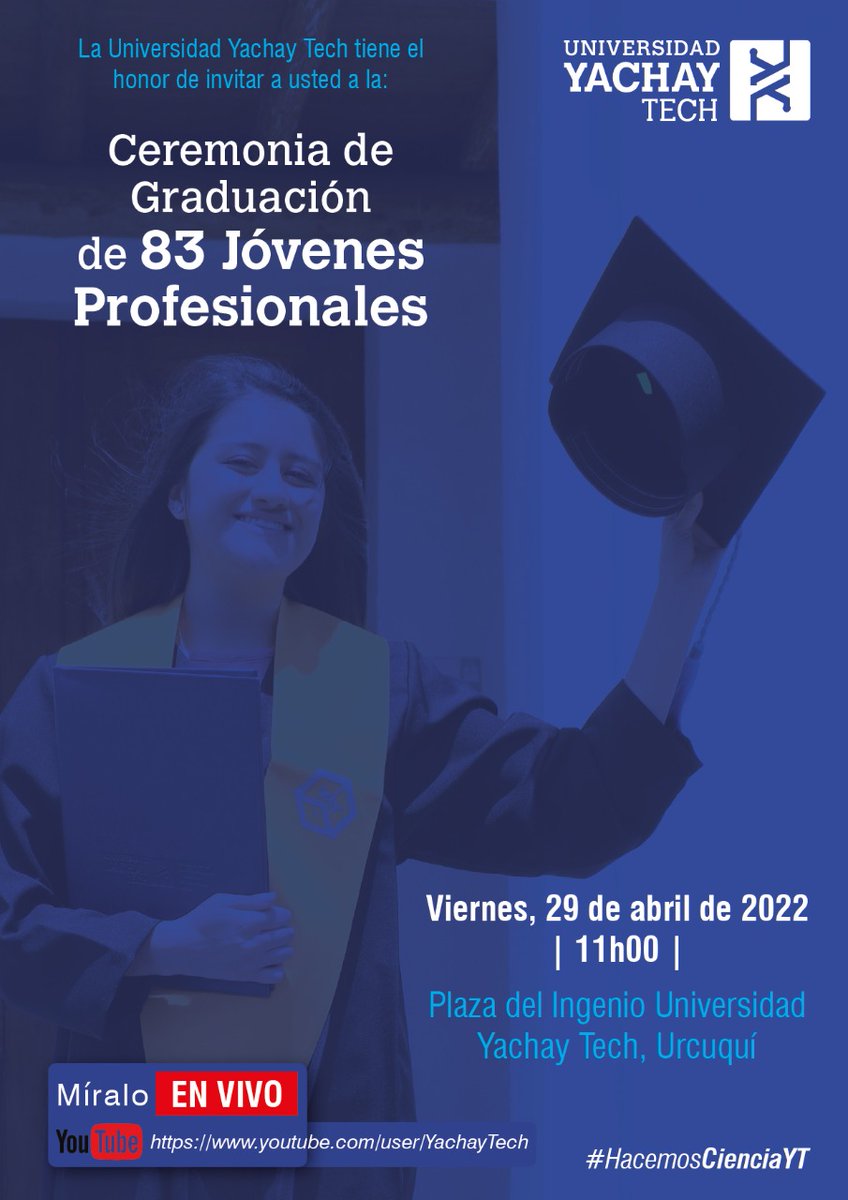 La Universidad Yachay Tech tiene el
honor de invitar a usted a la:
Ceremonia de
Graduación
de 83 Jóvenes
Profesionales
UNIVERSIDAD
YACHAY
TECH
Viernes, 29 de abril de 2022
| 11h00 |
Plaza del Ingenio Universidad
Yachay Tech, Urcuquí
Míralo EN VIVO
YouTube https://www.youtube.com/user/YachayTech
#HacemosCienciaYT